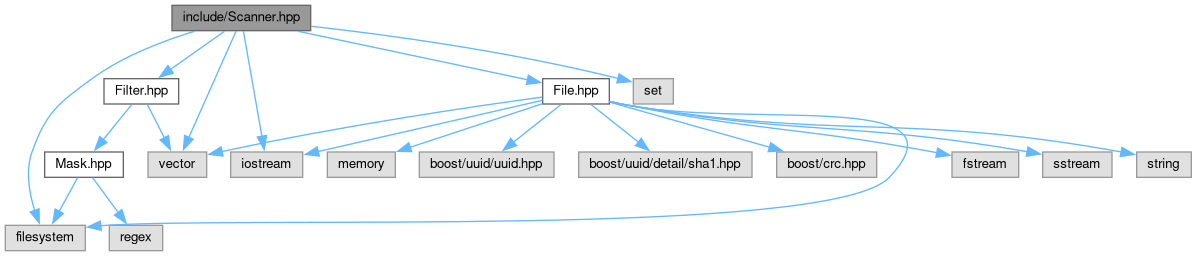 include/Scanner.hpp
Filter.hpp
File.hpp
set
Mask.hpp
vector
iostream
memory
boost/uuid/uuid.hpp
boost/uuid/detail/sha1.hpp
boost/crc.hpp
fstream
sstream
string
filesystem
regex